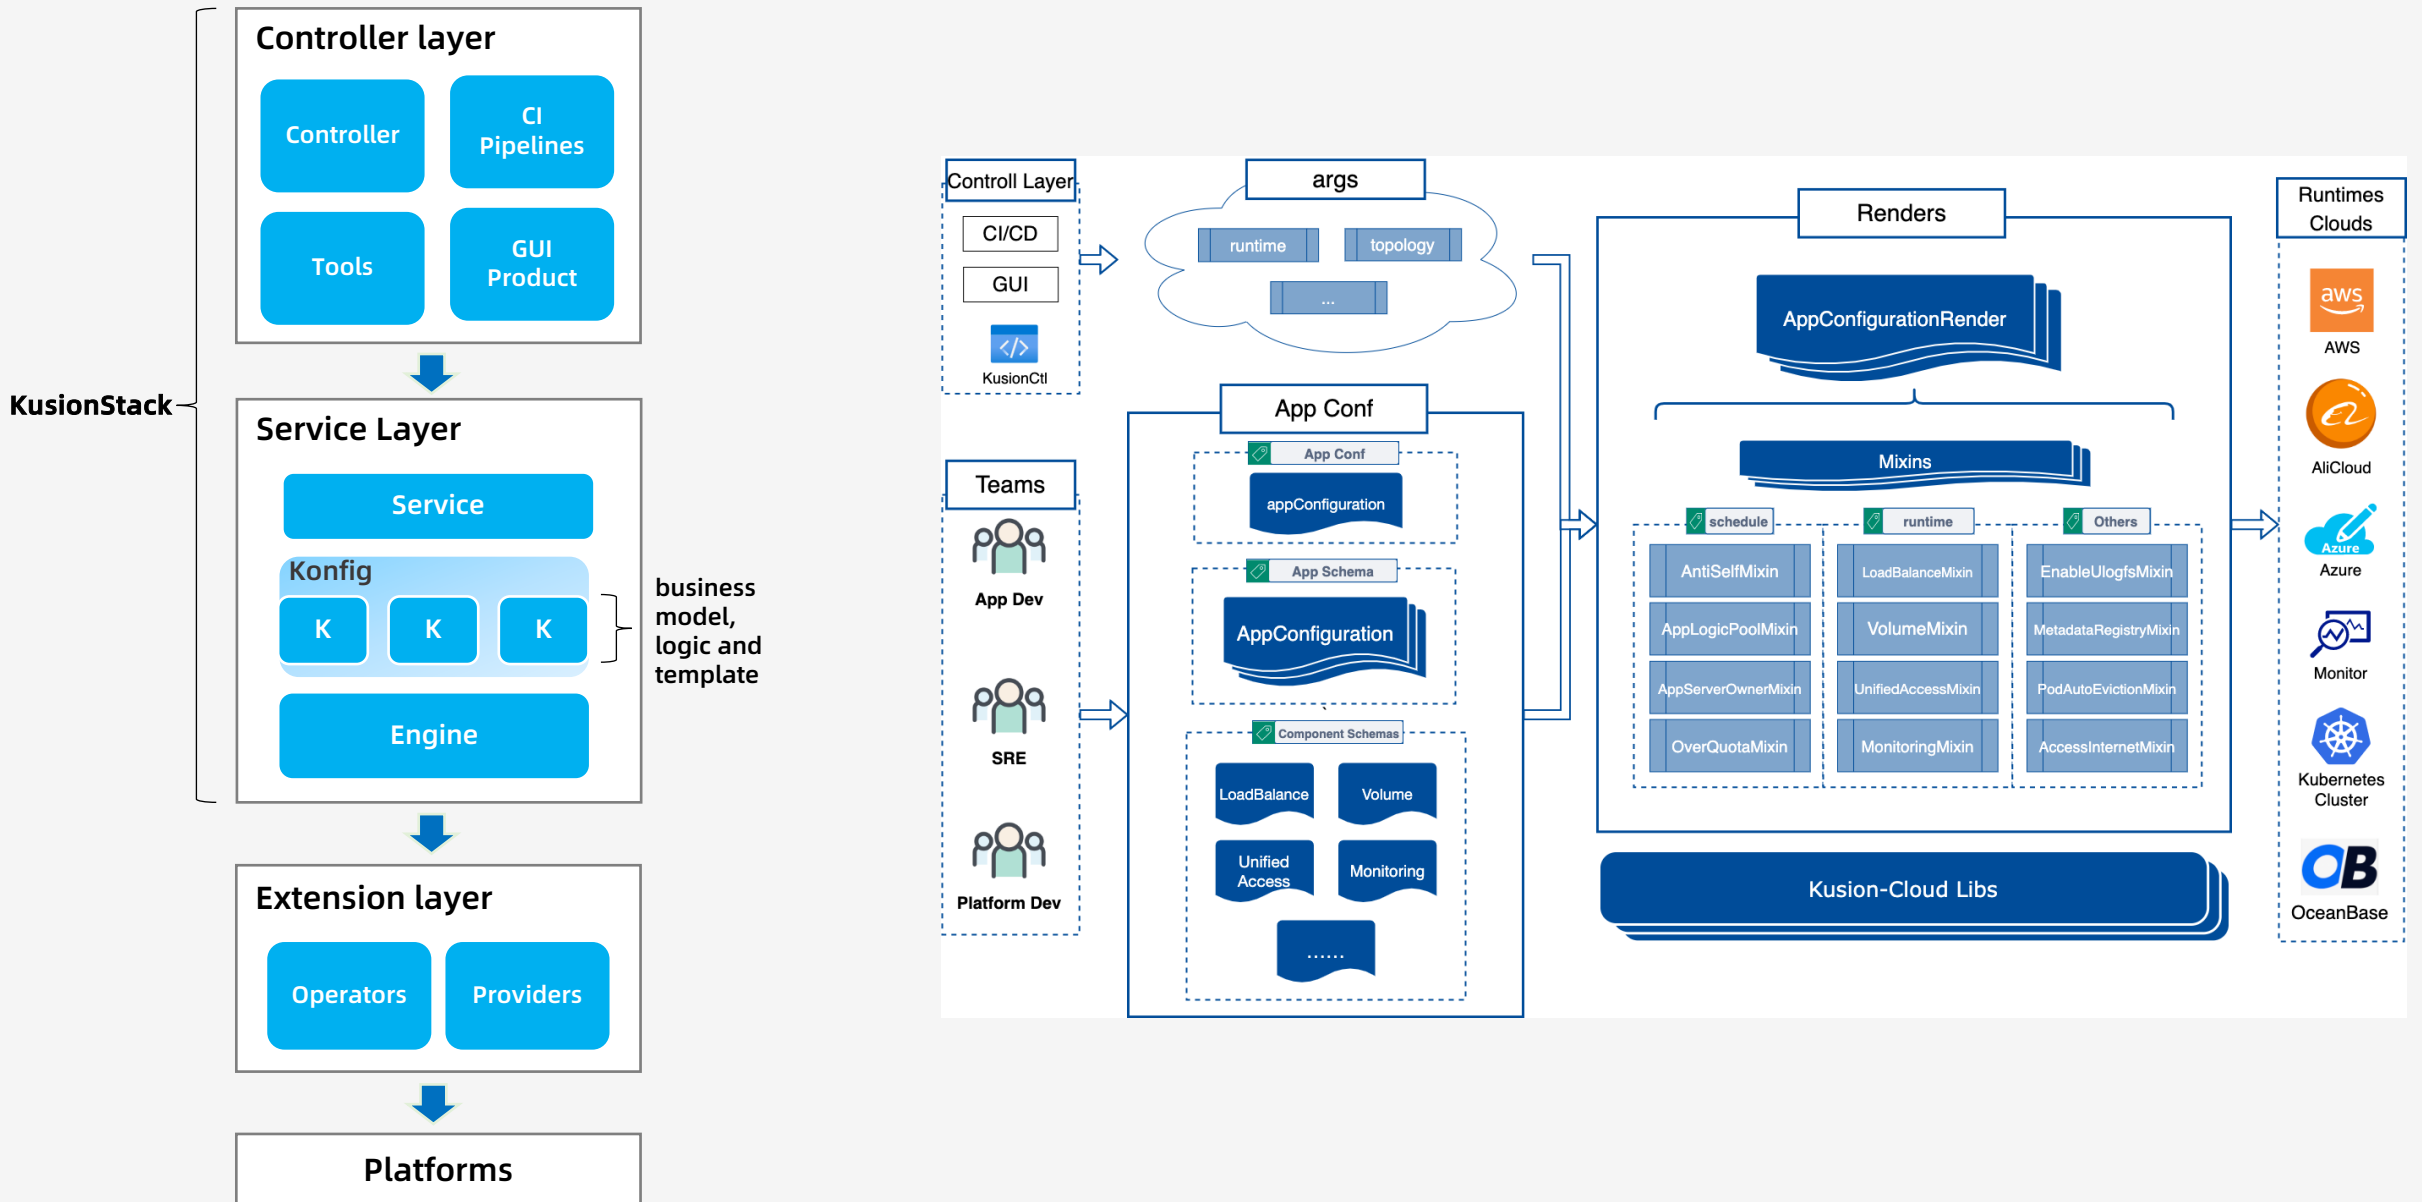 KusionStack
Controller layer
Controller
CI
Pipelines
Tools
GUI
Product
Service Layer
Service
Konfig
K
K
K
business
model,
logic and
template
Engine
Extension layer
Operators
Providers
Platforms
Controll Layer
CI/CD
GUI
</>
KusionCtl
Teams
App Dev
SRE
Platform Dev
args
runtime
topology
...
App Conf
App Conf
appConfiguration
App Schema
AppConfiguration
Component Schemas
LoadBalance
Volume
Unified
Access
Monitoring
......
Renders
AppConfigurationRender
Mixins
schedule
AntiSelfMixin
AppLogicPoolMixin
AppServerOwnerMixin
OverQuotaMixin
runtime
LoadBalanceMixin
VolumeMixin
UnifiedAccessMixin
MonitoringMixin
Others
EnableUlogfsMixin
MetadataRegistryMixin
PodAutoEvictionMixin
AccessInternetMixin
Kusion-Cloud Libs
Runtimes
Clouds
aws
AWS
AliCloud
Azure
Azure
Monitor
Kubernetes
Cluster
OB
OceanBase